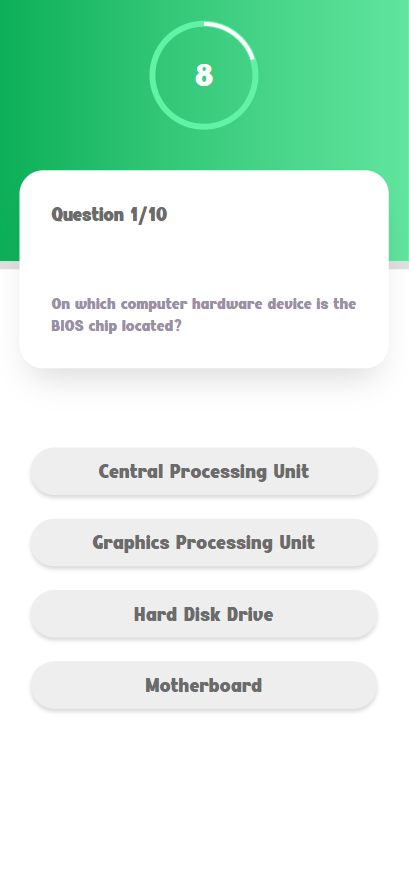 8
Question 1/10
On which computer hardware device is the
BIOS chip located?
Central Processing Unit
Graphics Processing Unit
Hard Disk Drive
Motherboard